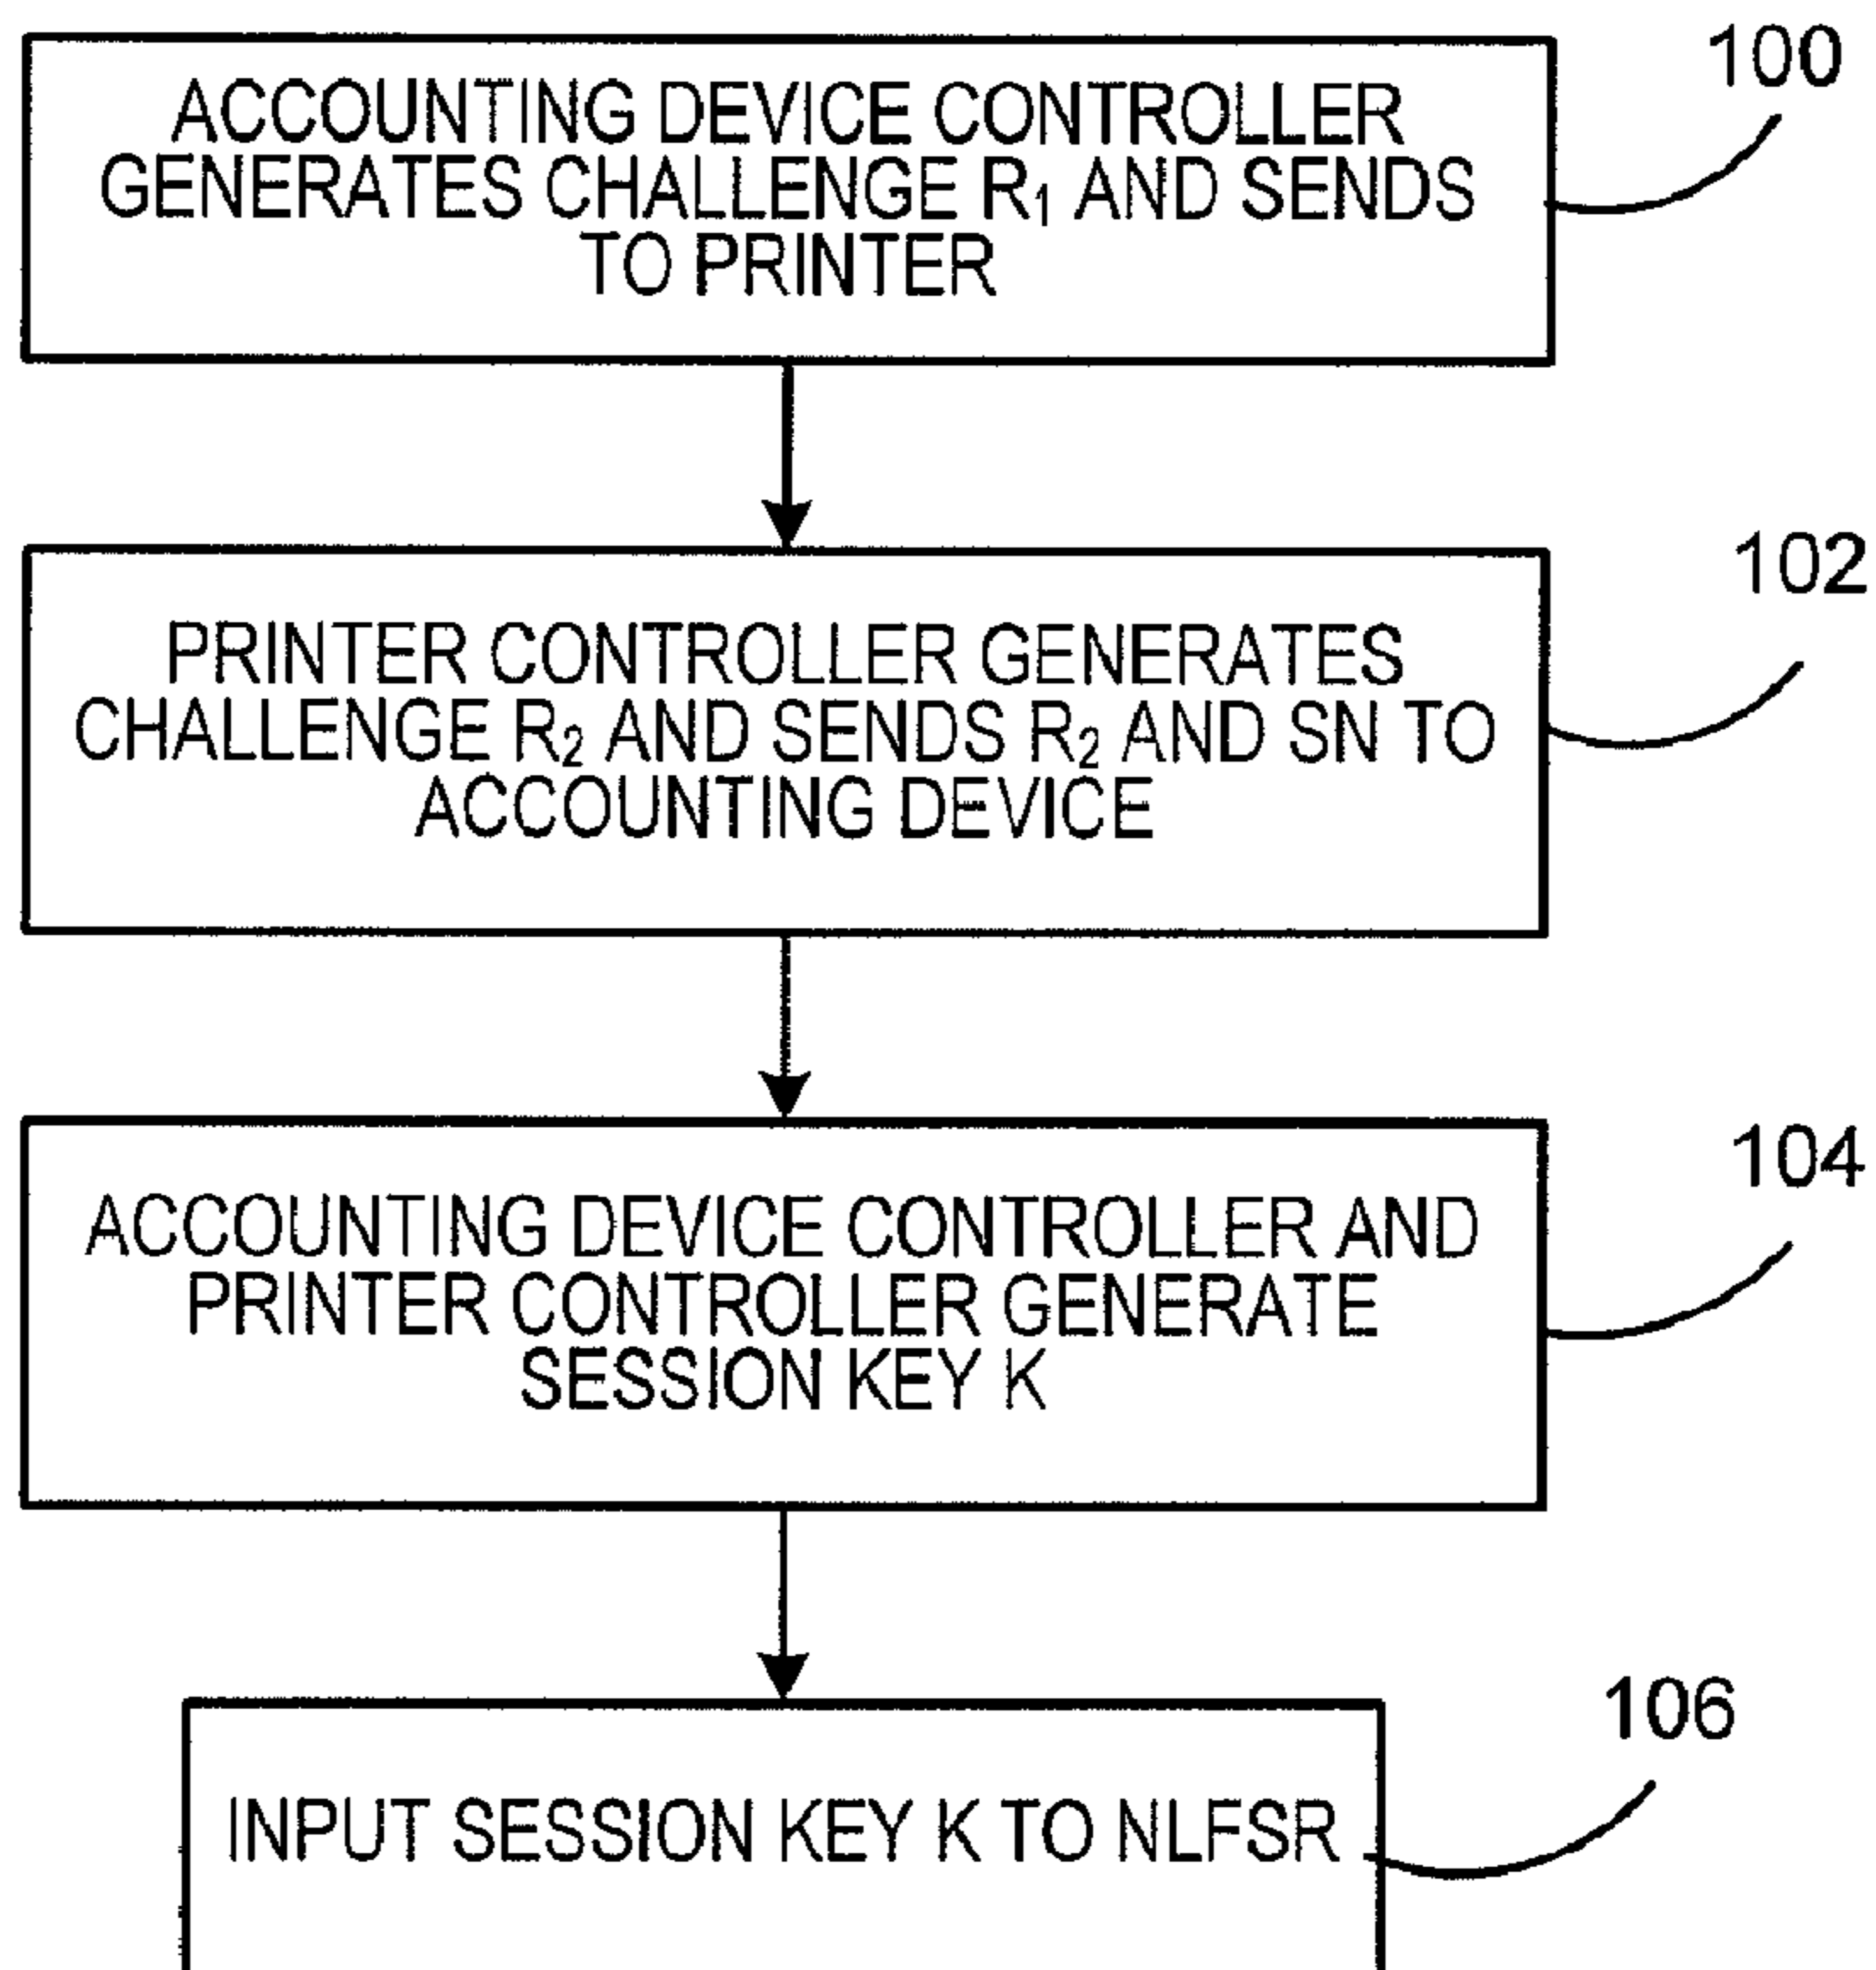 100
ACCOUNTING DEVICE CONTROLLER
GENERATES CHALLENGE R₁ AND SENDS
TO PRINTER
102
PRINTER CONTROLLER GENERATES
CHALLENGE R₂ AND SENDS R₂ AND SN TO
ACCOUNTING DEVICE
104
ACCOUNTING DEVICE CONTROLLER AND
PRINTER CONTROLLER GENERATE
SESSION KEY K
106
INPUT SESSION KEY K TO NLFSR